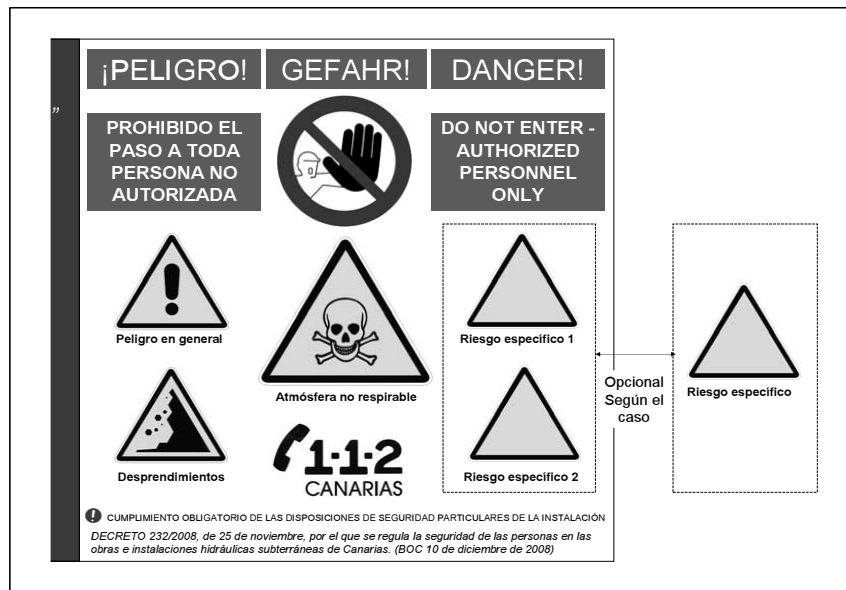 ¡PELIGRO!
GEFAHR!
DANGER!
”
PROHIBIDO EL
PASO A TODA
PERSONA NO
AUTORIZADA
DO NOT ENTER -
AUTHORIZED
PERSONNEL
ONLY
Peligro en general
Atmósfera no respirable
Riesgo específico 1
Desprendimientos
1-1-2
CANARIAS
Riesgo específico 2
Opcional
Según el
caso
Riesgo específico
! CUMPLIMIENTO OBLIGATORIO DE LAS DISPOSICIONES DE SEGURIDAD PARTICULARES DE LA INSTALACIÓN
DECRETO 232/2008, de 25 de noviembre, por el que se regula la seguridad de las personas en las
obras e instalaciones hidráulicas subterráneas de Canarias. (BOC 10 de diciembre de 2008)